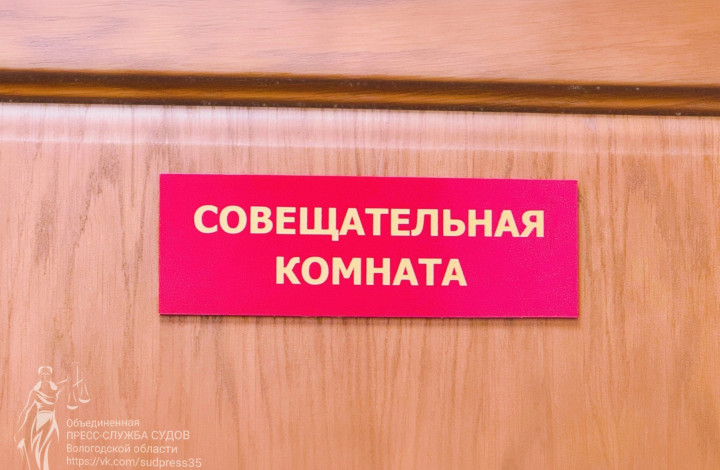 СОВЕЩАТЕЛЬНАЯ
КОМНАТА
Объединенная
ПРЕСС-СЛУЖБА СУДОВ
Вологодской области
https://vk.com/sudpress35